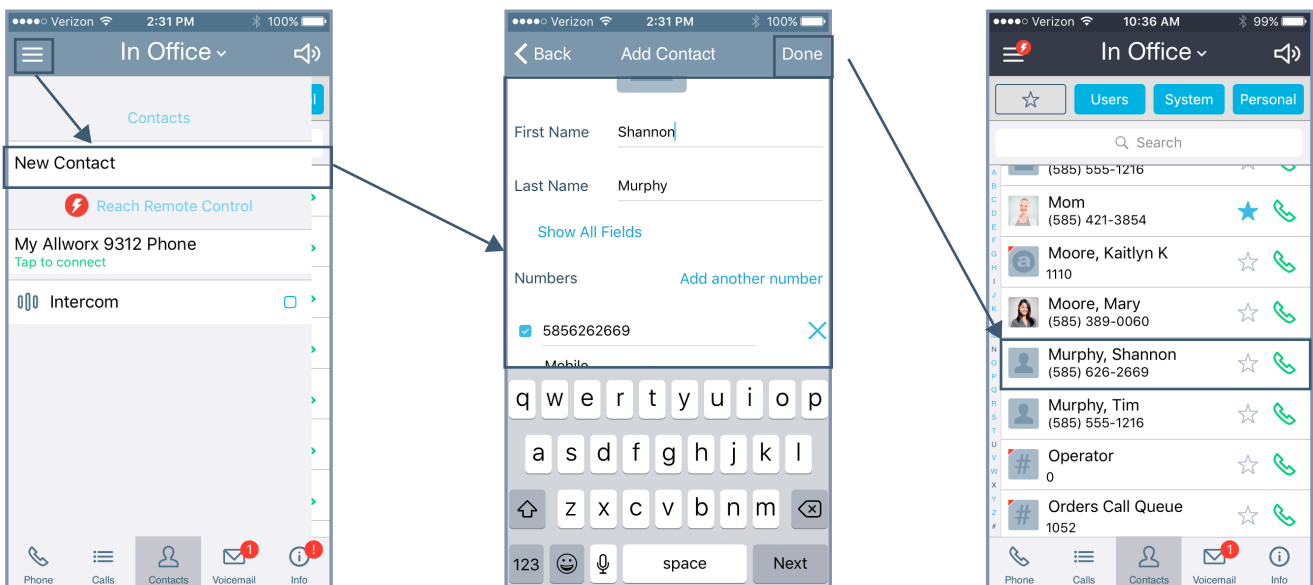 Verizon 2:31 PM 100%
In Office
l
Contacts
New Contact
Reach Remote Control
My Allworx 9312 Phone
Tap to connect
Intercom
1 !
Phone Calls Contacts Voicemail Info
Verizon 2:31 PM 100%
Back Add Contact Done
First Name Shannon
Last Name Murphy
Show All Fields
Numbers Add another number
5856262669
Mobile
q w e r t y u i o p
a s d f g h j k l
z x c v b n m
123 space Next
Verizon 10:36 AM 99%
In Office
Users System Personal
Search
(585) 555-1216
Mom
(585) 421-3854
a Moore, Kaitlyn K
1110
Moore, Mary
(585) 389-0060
Murphy, Shannon
(585) 626-2669
Murphy, Tim
(585) 555-1216
# Operator
0
# Orders Call Queue
1052
A
B
C
D
E
F
G
H
I
J
K
N
O
P
Q
R
S
T
U
V
W
X
Y
Z
#
1
Phone Calls Contacts Voicemail Info